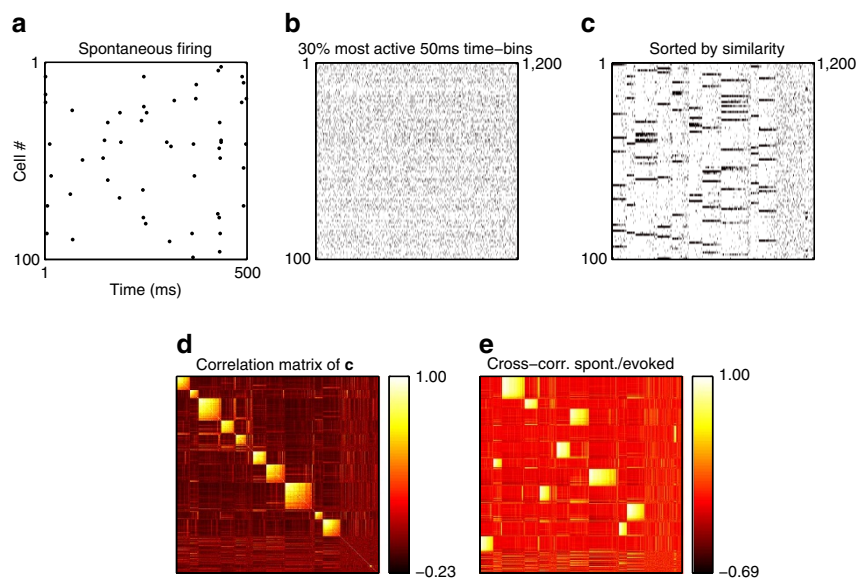 a
Spontaneous firing
1
Cell #
100
1
500
Time (ms)
b
30% most active 50ms time−bins
1
1,200
100
c
Sorted by similarity
1
1,200
100
d
Correlation matrix of c
1.00
−0.23
e
Cross−corr. spont./evoked
1.00
−0.69